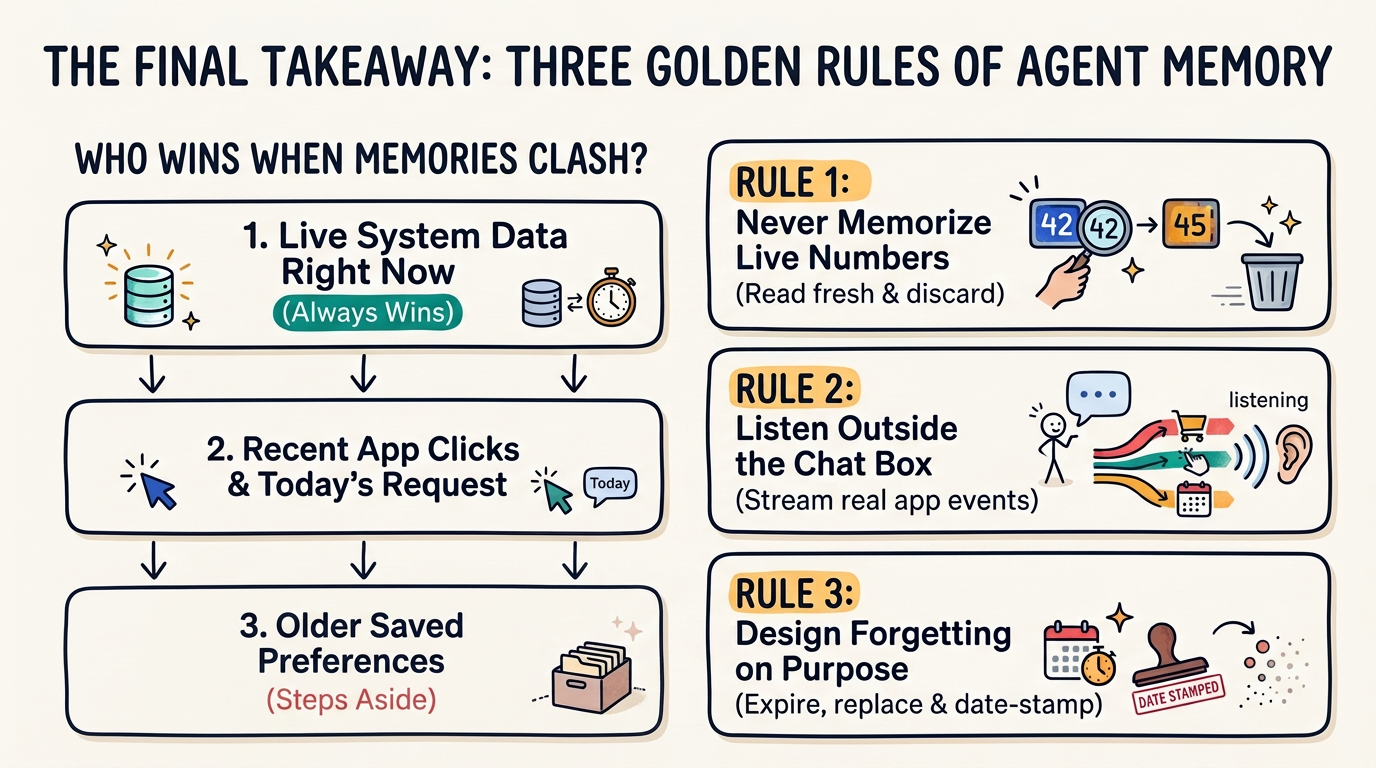 THE FINAL TAKEAWAY: THREE GOLDEN RULES OF AGENT MEMORY
WHO WINS WHEN MEMORIES CLASH?
1. Live System Data
Right Now
(Always Wins)
2. Recent App Clicks
& Today's Request
Today
3. Older Saved
Preferences
(Steps Aside)
RULE 1:
Never Memorize
Live Numbers
(Read fresh & discard)
42
42
45
RULE 2:
Listen Outside
the Chat Box
(Stream real app events)
listening
RULE 3:
Design Forgetting
on Purpose
(Expire, replace & date-stamp)
DATE STAMPED